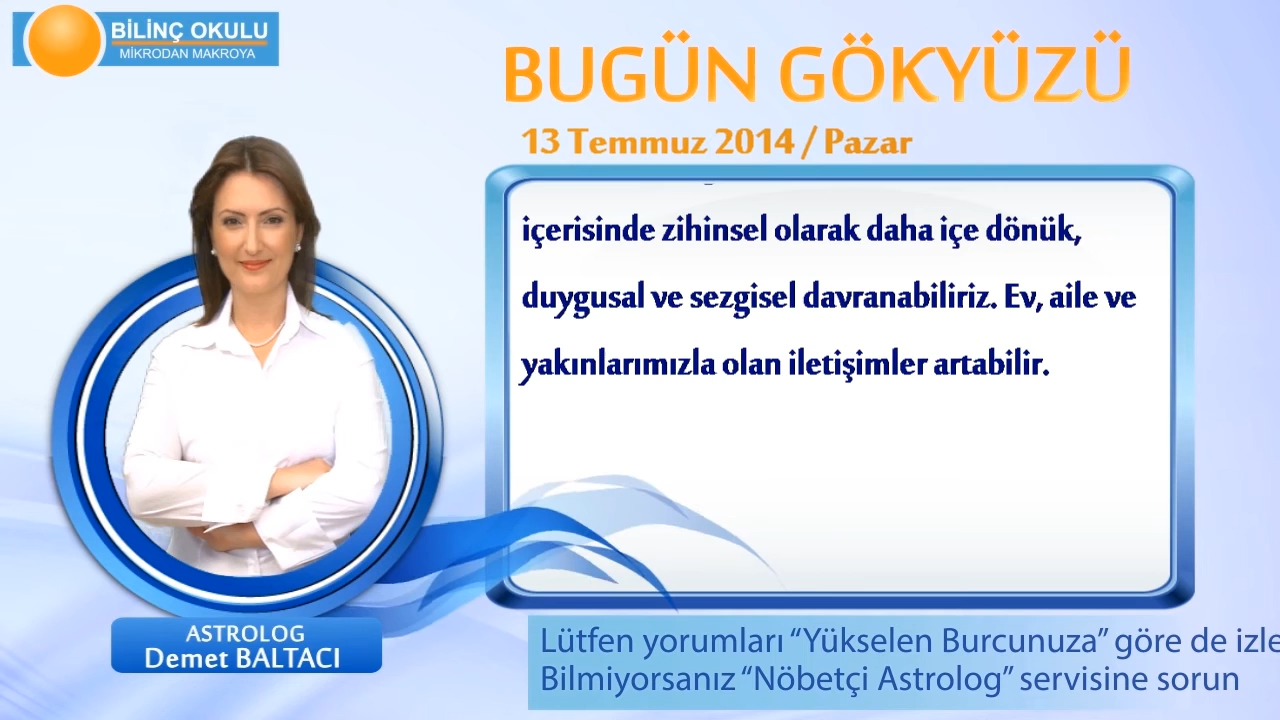 BİLİNÇ OKULU
MİKRODAN MAKROYA
BUGÜN GÖKYÜZÜ
13 Temmuz 2014 / Pazar
içerisinde zihinsel olarak daha içe dönük,
duygusal ve sezgisel davranabiliriz. Ev, aile ve
yakınlarımızla olan iletişimler artabilir.
ASTROLOG
Demet BALTACI
Lütfen yorumları “Yükselen Burcunuza” göre de izle
Bilmiyorsanız “Nöbetçi Astrolog” servisine sorun